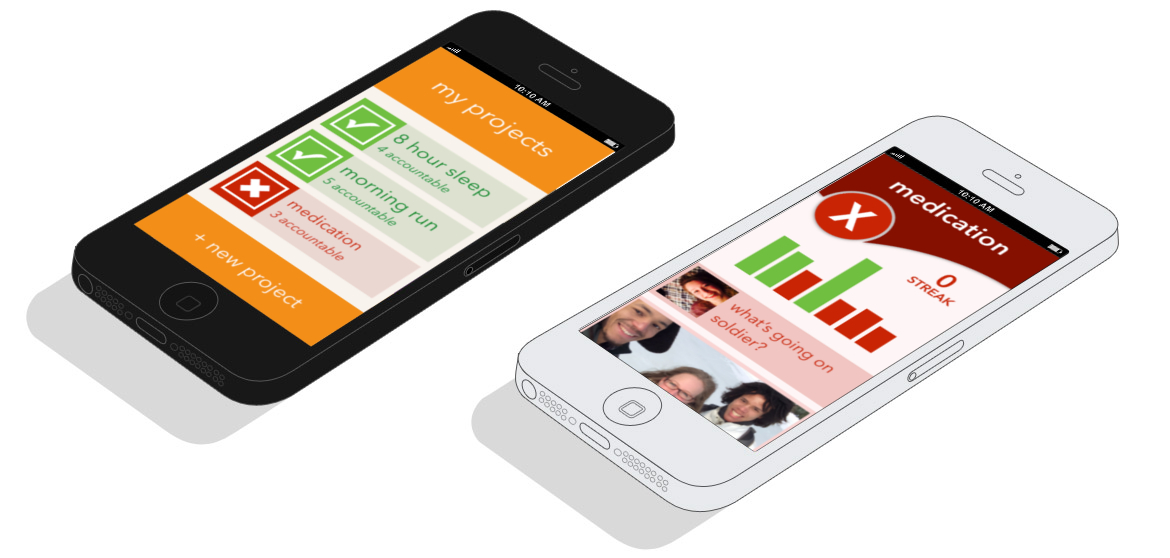 10:10 AM
my projects
8 hour sleep
4 accountable
morning run
5 accountable
medication
3 accountable
+ new project
10:10 AM
medication
X
0
STREAK
what's going on
soldier?